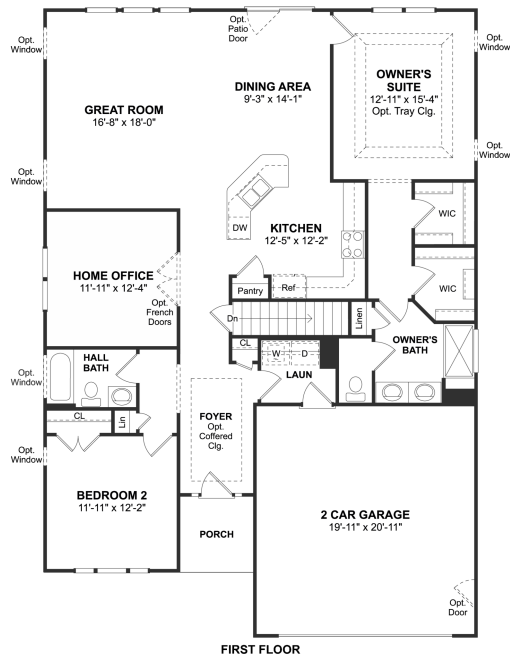 Opt.
Patio
Door
Opt.
Window
Opt.
Window
OWNER'S
SUITE
12'-11" x 15'-4"
Opt. Tray Clg.
DINING AREA
9'-3" x 14'-1"
GREAT ROOM
16'-8" x 18'-0"
Opt.
Window
Opt.
Window
WIC
DW
KITCHEN
12'-5" x 12'-2"
HOME OFFICE
11'-11" x 12'-4"
Opt.
French
Doors
Pantry
Ref
WIC
Dn
Linen
OWNER'S
BATH
CL
W
D
LAUN
HALL
BATH
Opt.
Window
CL
Lin
FOYER
Opt.
Coffered
Clg.
Opt.
Window
BEDROOM 2
11'-11" x 12'-2"
PORCH
2 CAR GARAGE
19'-11" x 20'-11"
Opt.
Door
FIRST FLOOR